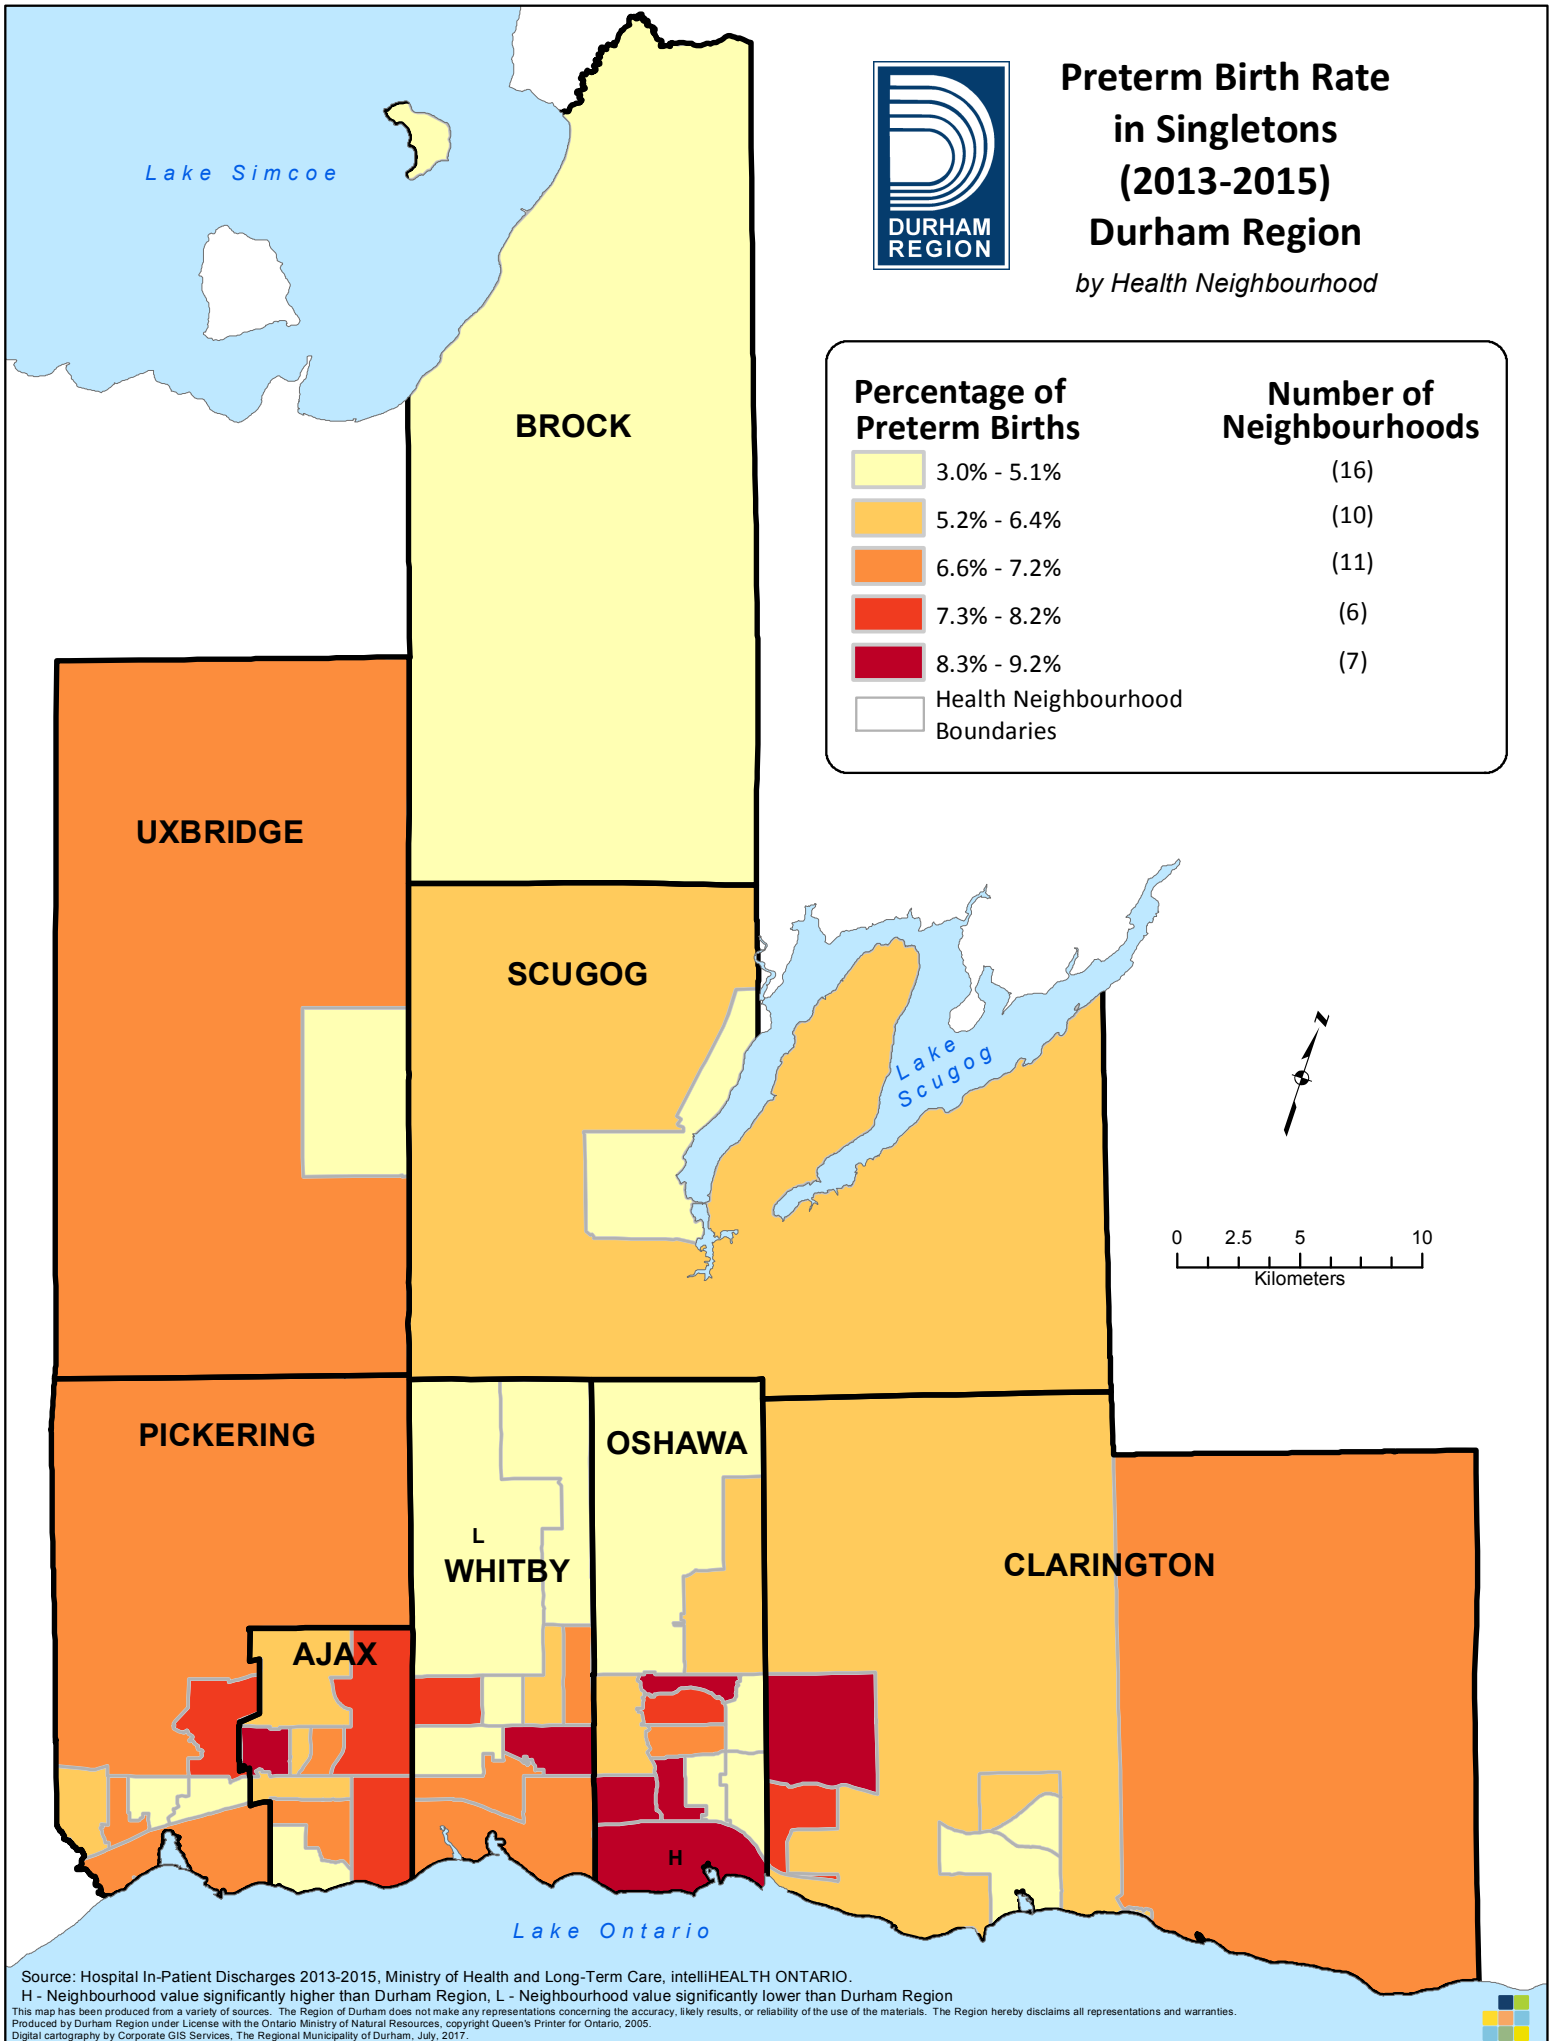 Preterm Birth Rate
in Singletons
(2013-2015)
Durham Region
by Health Neighbourhood
DURHAM
REGION
Lake Simcoe
Percentage of
Preterm Births
Number of
Neighbourhoods
3.0% - 5.1% (16)
5.2% - 6.4% (10)
6.6% - 7.2% (11)
7.3% - 8.2% (6)
8.3% - 9.2% (7)
Health Neighbourhood
Boundaries
BROCK
UXBRIDGE
SCUGOG
Lake
Scugog
N
0 2.5 5 10
Kilometers
PICKERING
OSHAWA
L
WHITBY
CLARINGTON
AJAX
H
Lake Ontario
Source: Hospital In-Patient Discharges 2013-2015, Ministry of Health and Long-Term Care, intelliHEALTH ONTARIO.
H - Neighbourhood value significantly higher than Durham Region, L - Neighbourhood value significantly lower than Durham Region
This map has been produced from a variety of sources. The Region of Durham does not make any representations concerning the accuracy, likely results, or reliability of the use of the materials. The Region hereby disclaims all representations and warranties.
Produced by Durham Region under License with the Ontario Ministry of Natural Resources, copyright Queen's Printer for Ontario, 2005.
Digital cartography by Corporate GIS Services, The Regional Municipality of Durham, July, 2017.